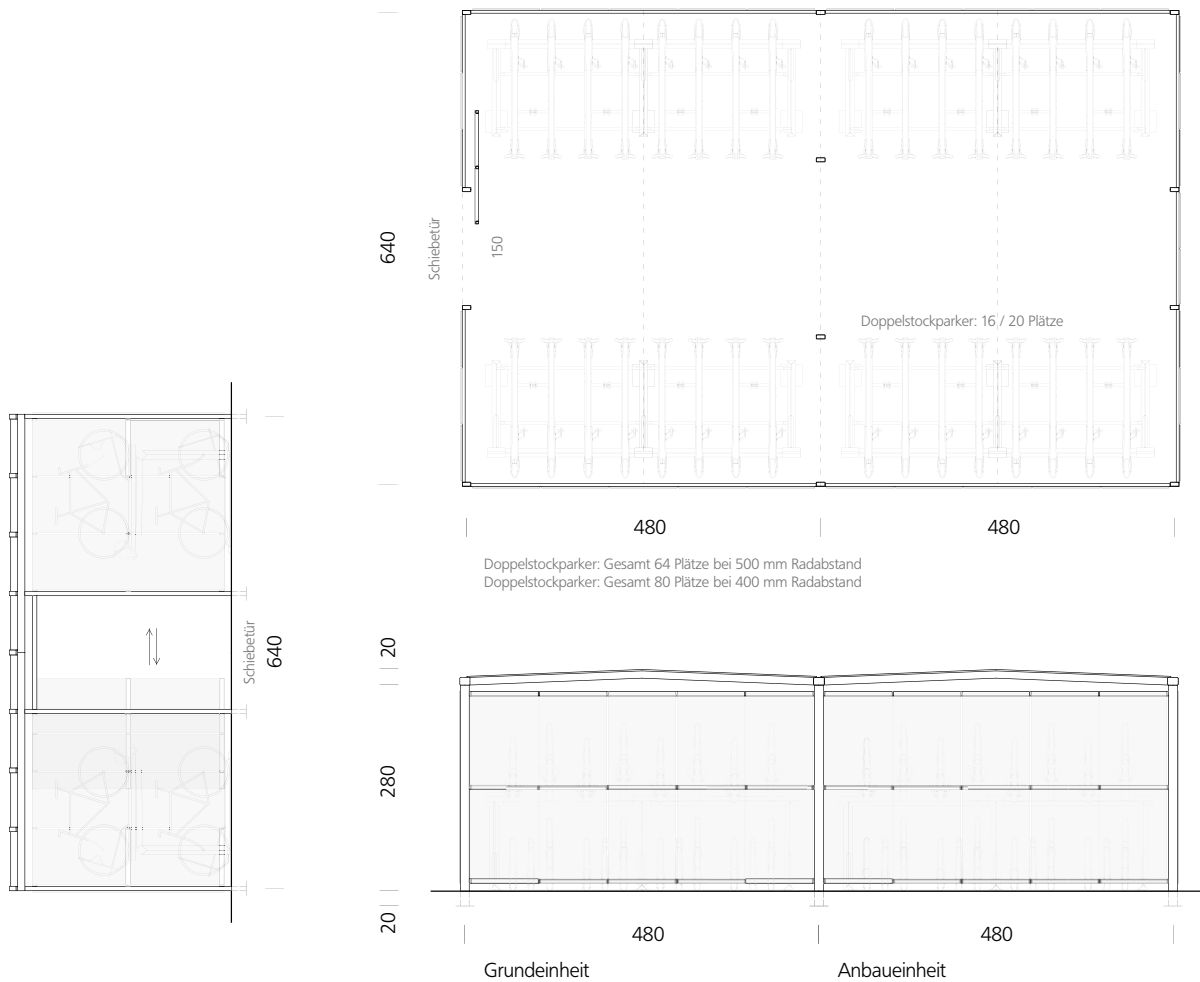 640
Schiebetür
150
Doppelstockparker: 16 / 20 Plätze
480
480
Doppelstockparker: Gesamt 64 Plätze bei 500 mm Radabstand
Doppelstockparker: Gesamt 80 Plätze bei 400 mm Radabstand
Schiebetür
640
20
280
20
480
480
Grundeinheit
Anbaueinheit